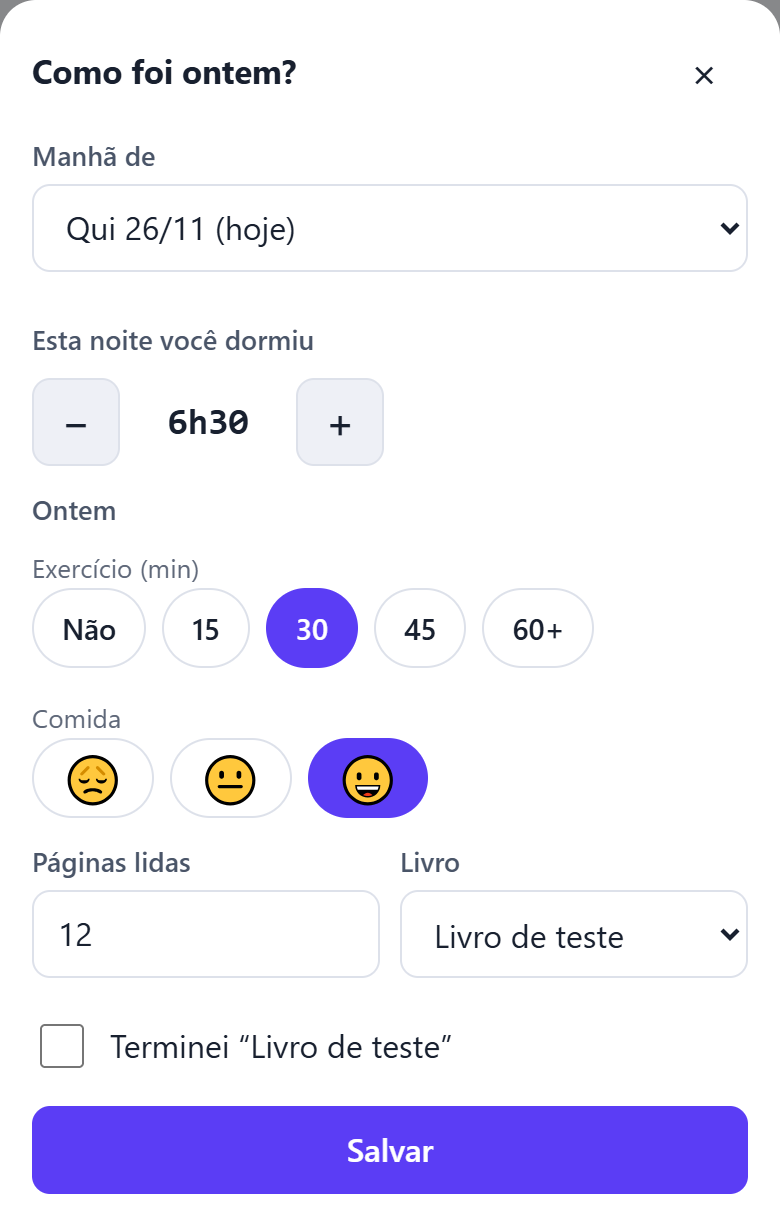 Como foi ontem? ×
Manhã de
Qui 26/11 (hoje)
Esta noite você dormiu
− 6h30 +
Ontem
Exercício (min)
Não 15 30 45 60+
Comida
Páginas lidas Livro
12 Livro de teste
Terminei “Livro de teste”
Salvar